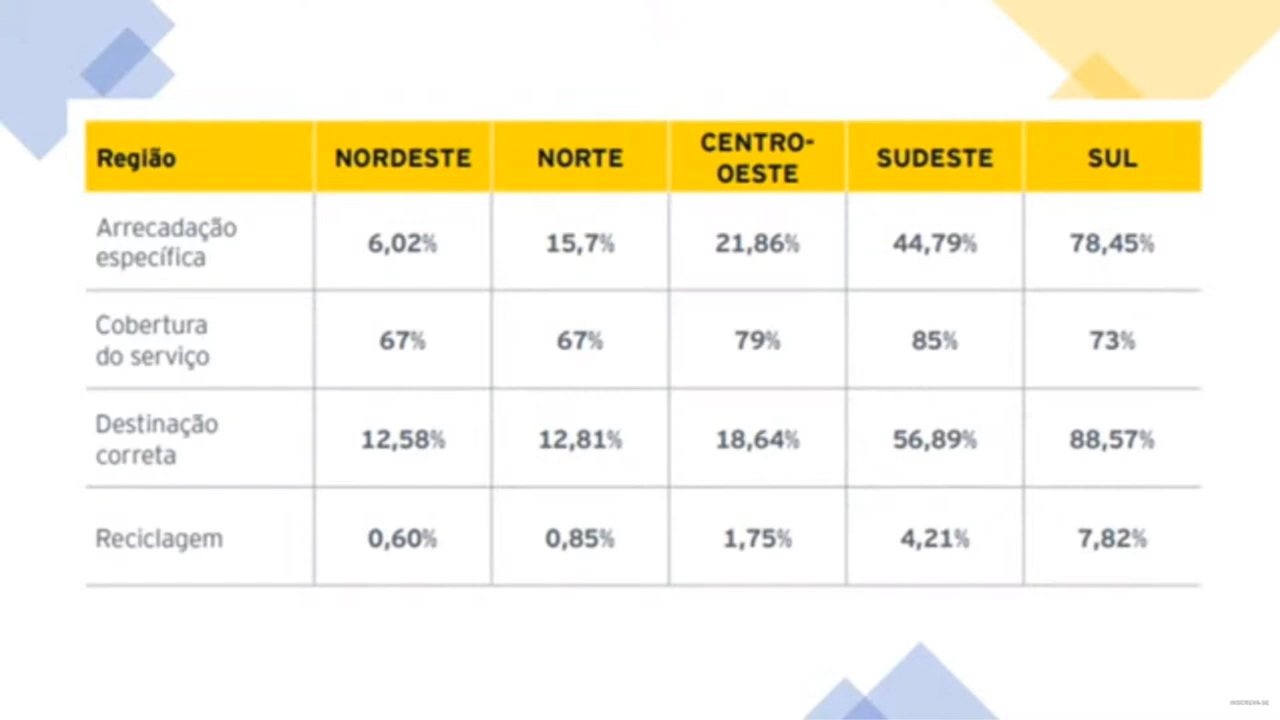 Região NORDESTE NORTE CENTRO-OESTE SUDESTE SUL
Arrecadação específica 6,02% 15,7% 21,86% 44,79% 78,45%
Cobertura do serviço 67% 67% 79% 85% 73%
Destinação correta 12,58% 12,81% 18,64% 56,89% 88,57%
Reciclagem 0,60% 0,85% 1,75% 4,21% 7,82%
INSCREVA-SE